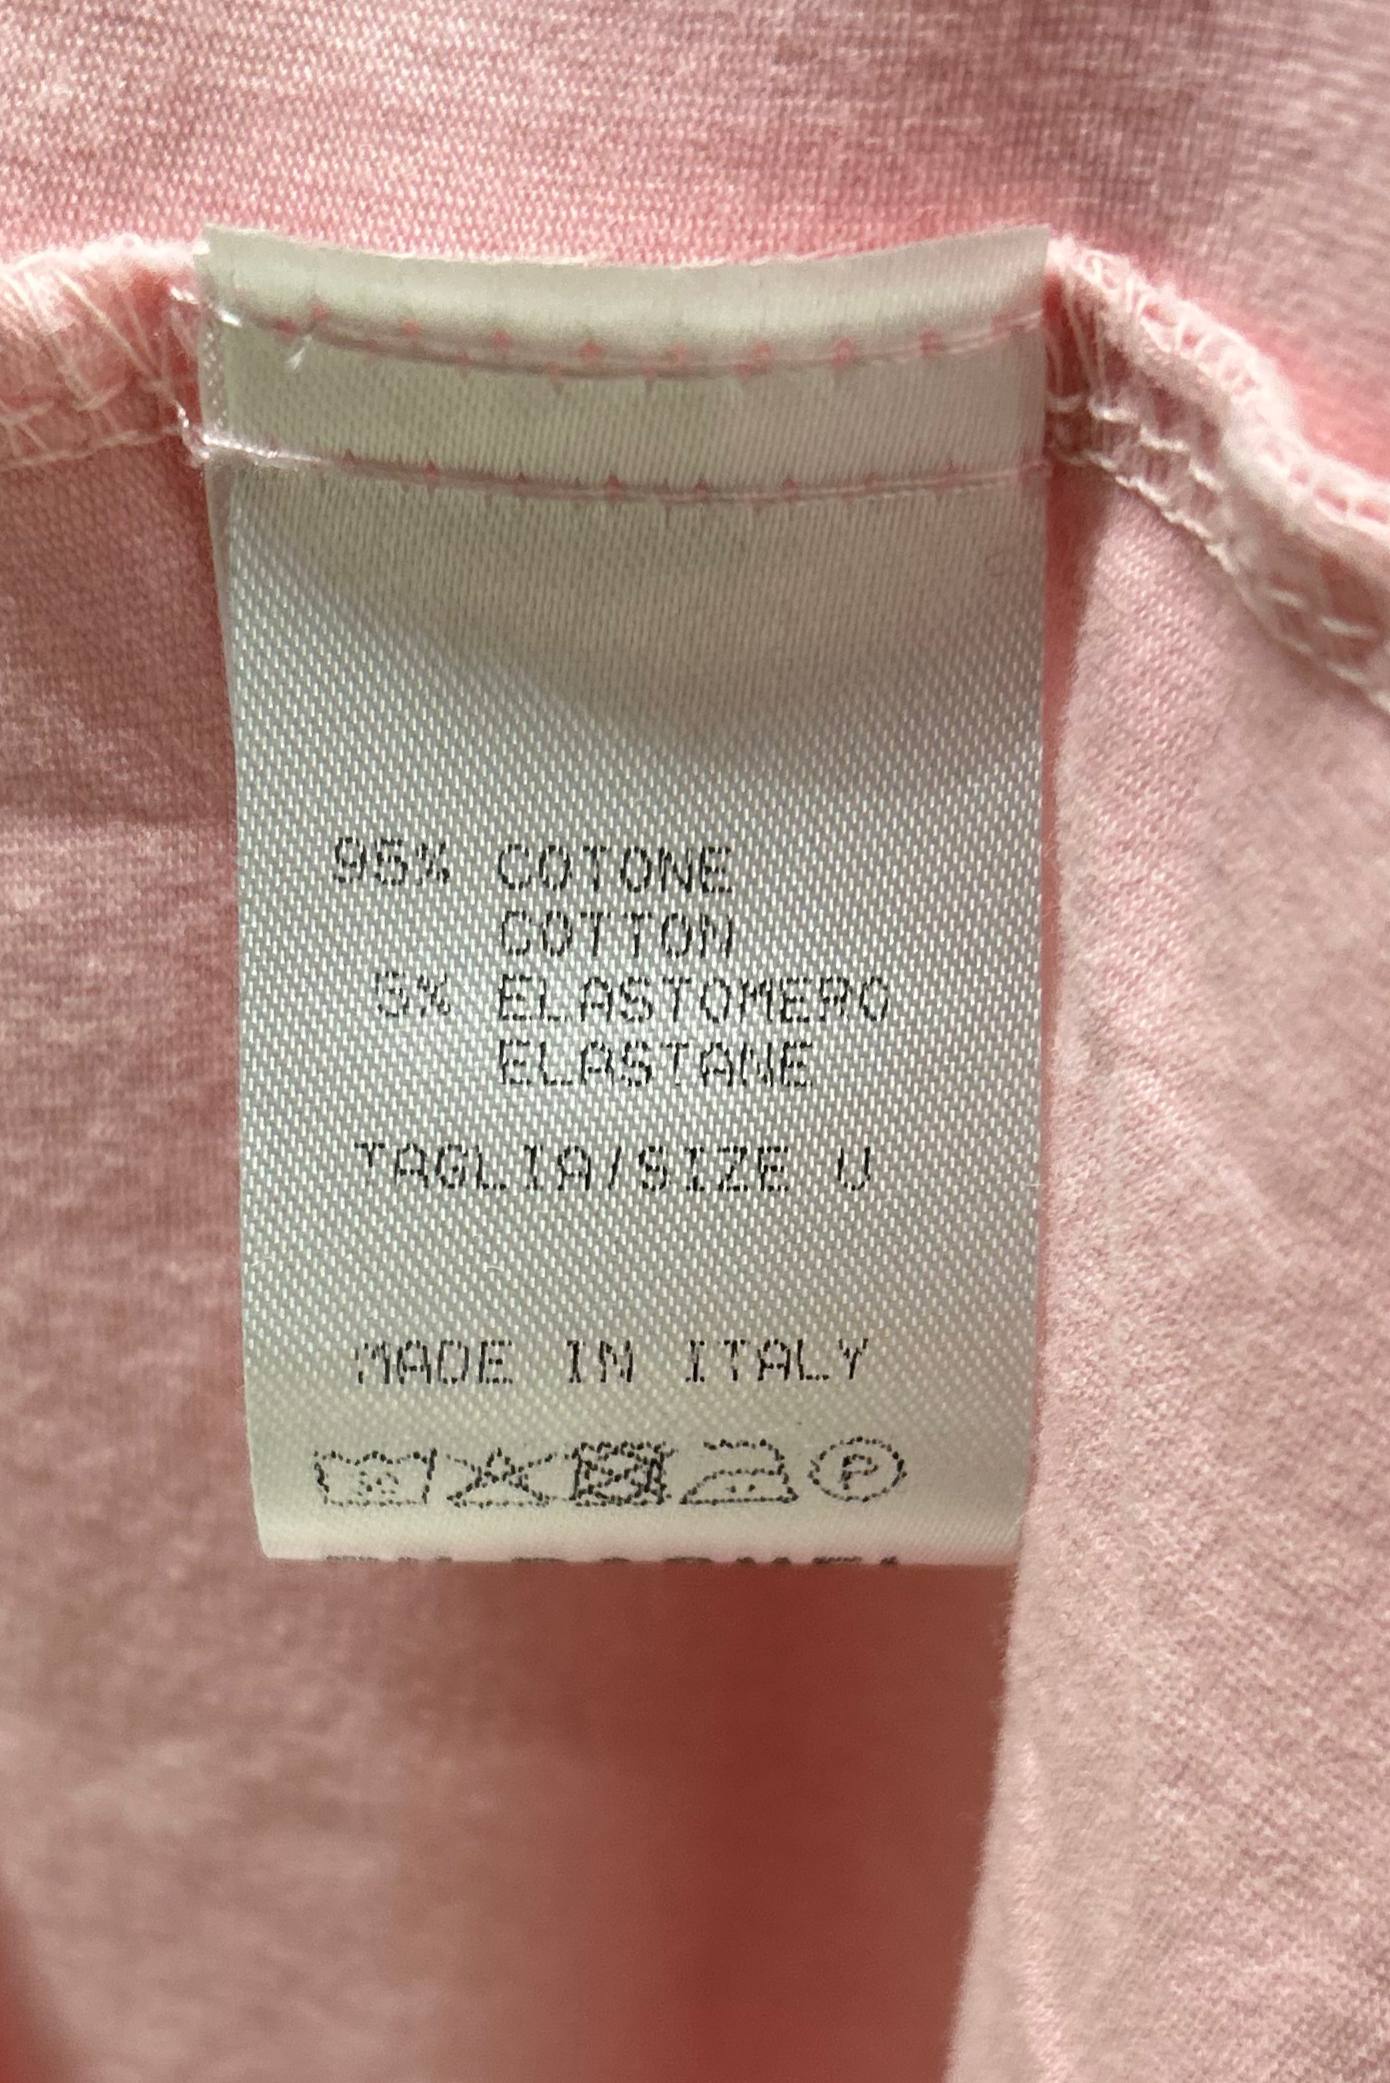 95% COTONE
COTTON
5% ELASTOMERO
ELASTANE
TAGLIA/SIZE U
MADE IN ITALY
P